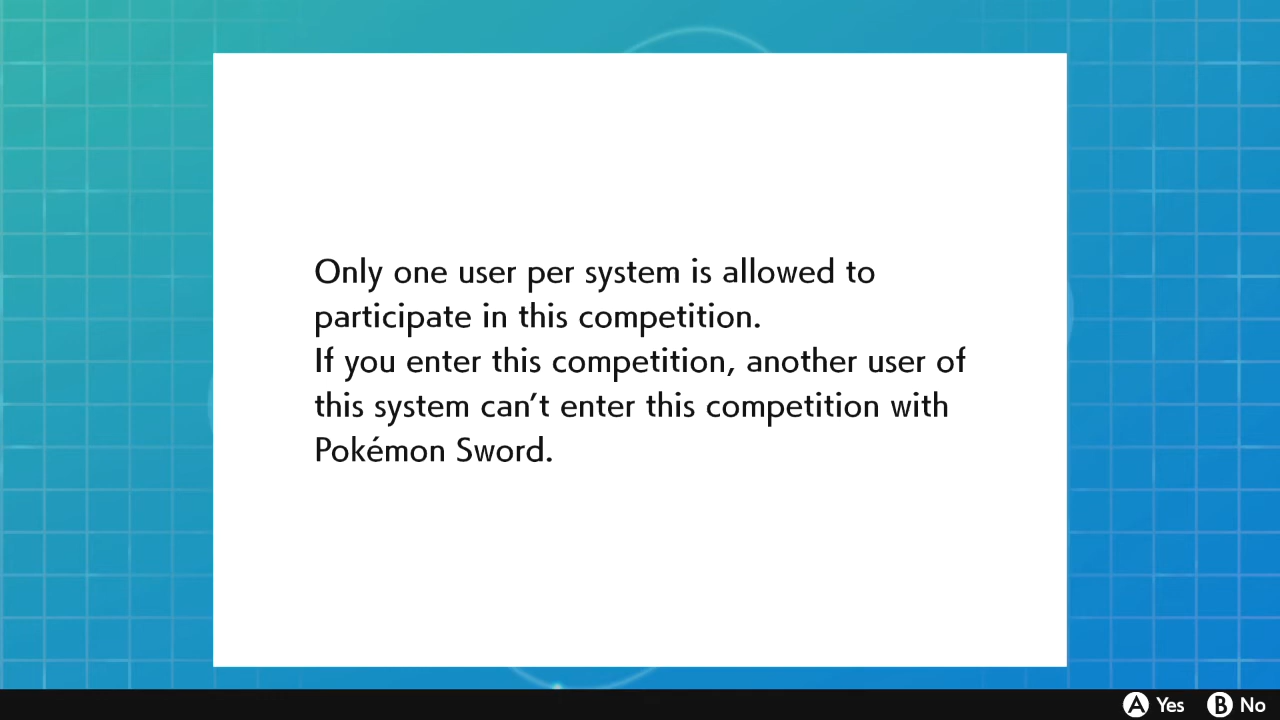 Only one user per system is allowed to
participate in this competition.
If you enter this competition, another user of
this system can’t enter this competition with
Pokémon Sword.
A Yes B No